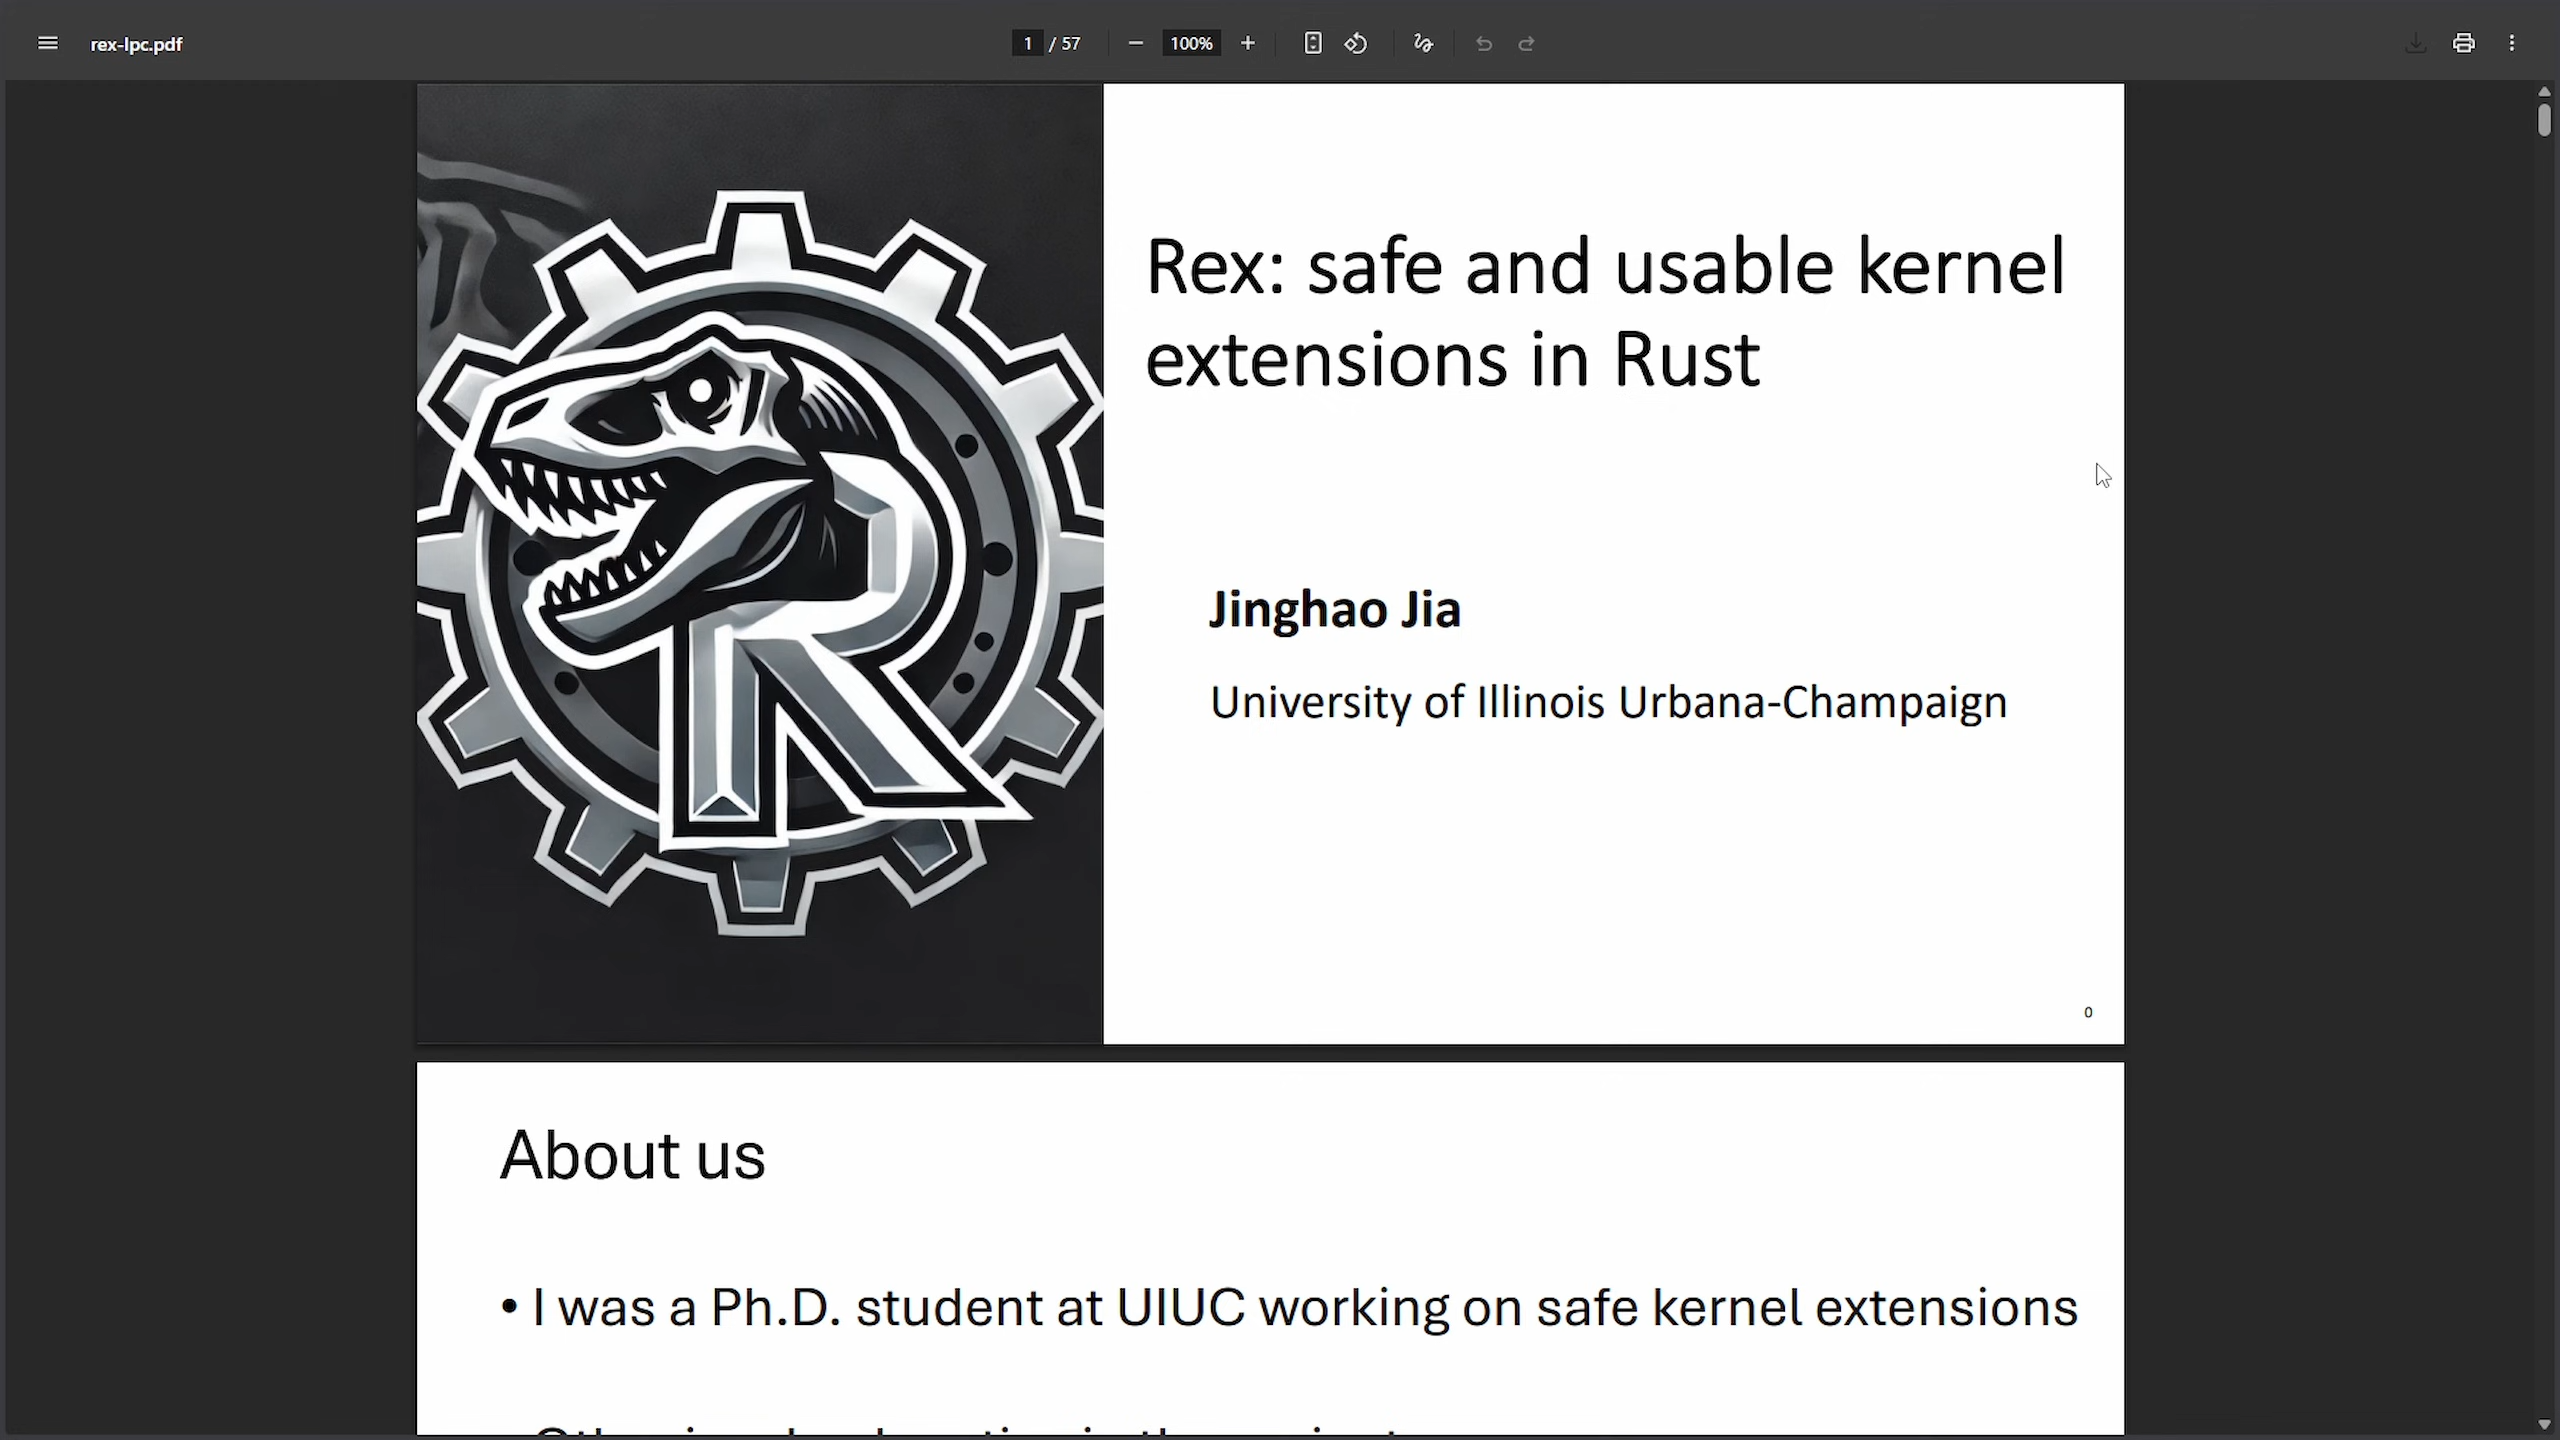 rex-lpc.pdf
1 / 57
100%
Rex: safe and usable kernel
extensions in Rust
Jinghao Jia
University of Illinois Urbana-Champaign
0
About us
• I was a Ph.D. student at UIUC working on safe kernel extensions